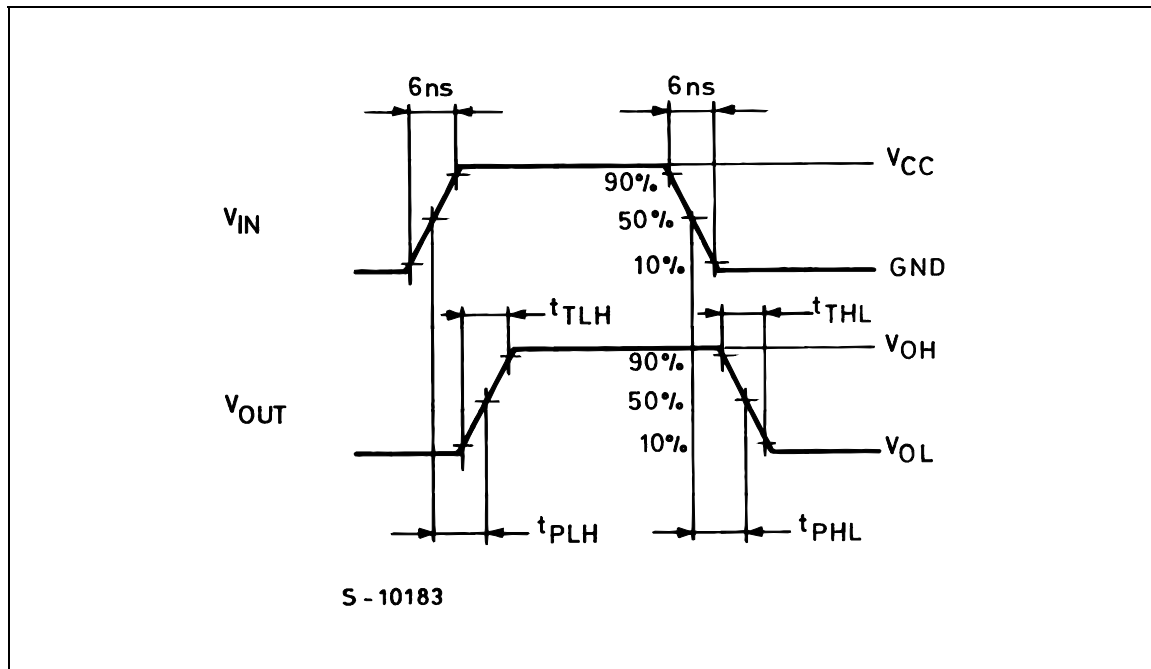 6ns 6ns
VCC
90%
VIN 50%
10% GND
tTLH tTHL
VOH
90%
VOUT 50%
10% VOL
tPLH tPHL
S-10183